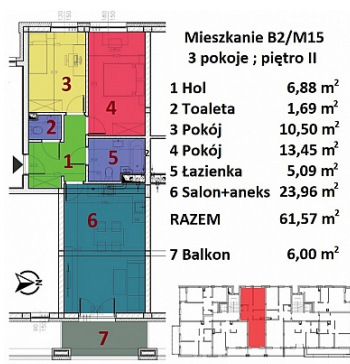 Mieszkanie B2/M15
3 pokoje ; piętro II
1 Hol 6,88 m²
2 Toaleta 1,69 m²
3 Pokój 10,50 m²
4 Pokój 13,45 m²
5 Łazienka 5,09 m²
6 Salon+aneks 23,96 m²
RAZEM 61,57 m²
7 Balkon 6,00 m²
3
4
2
1
5
6
7
N